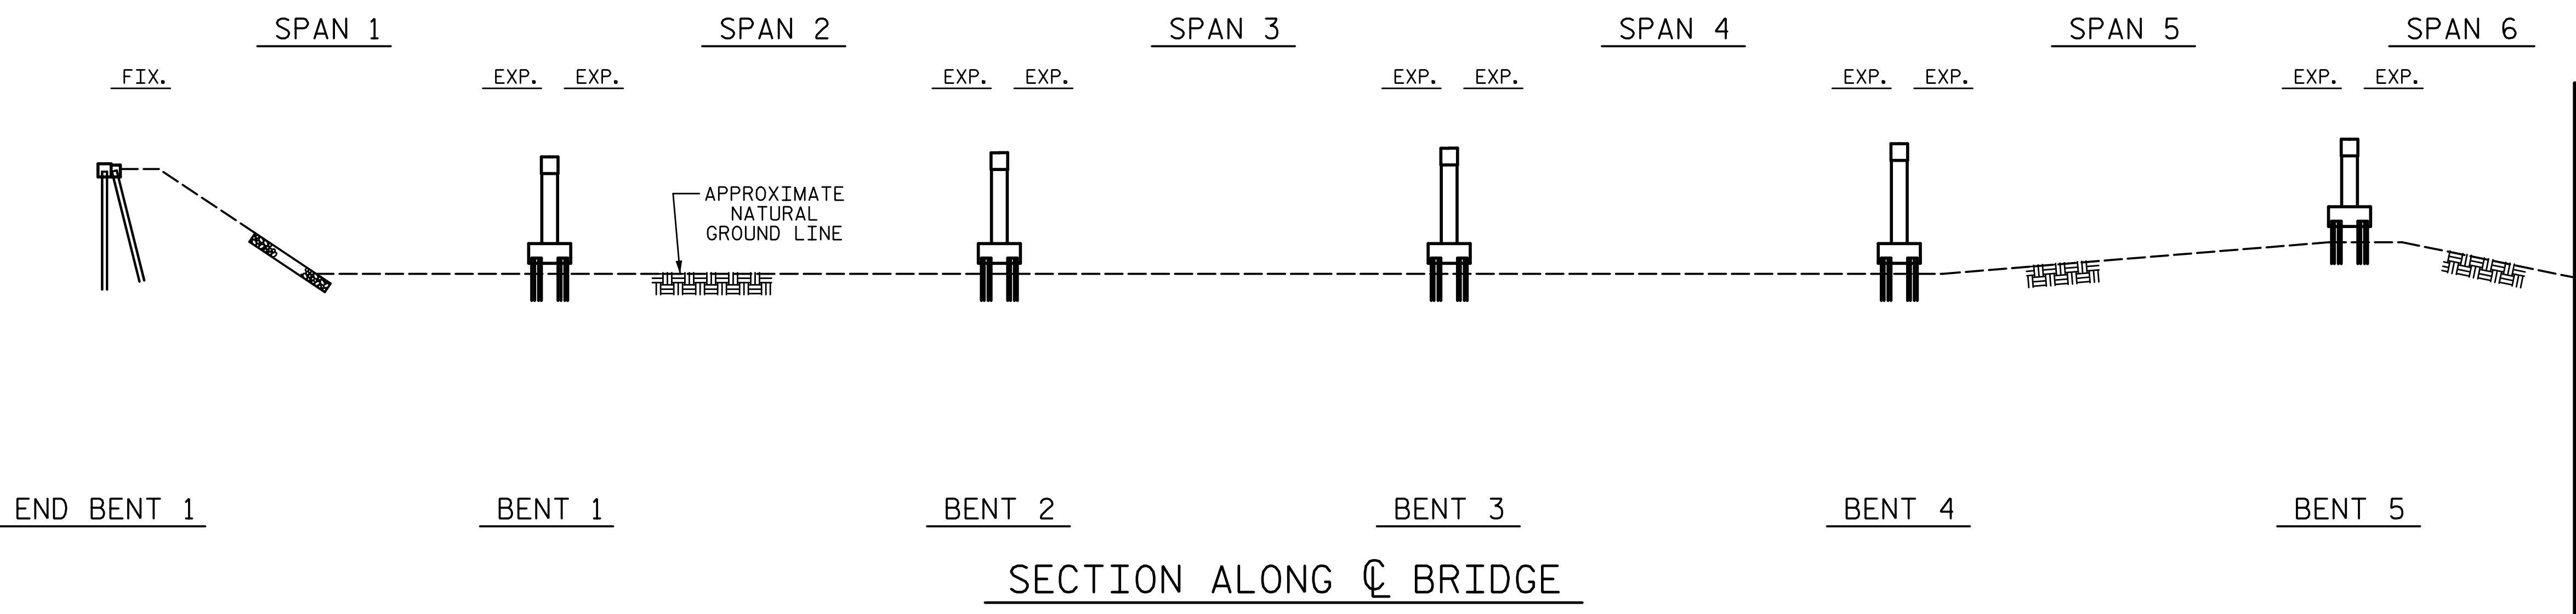 SPAN 1 SPAN 2 SPAN 3 SPAN 4 SPAN 5 SPAN 6
FIX. EXP. EXP. EXP. EXP. EXP. EXP. EXP. EXP. EXP. EXP.
APPROXIMATE
NATURAL
GROUND LINE
END BENT 1 BENT 1 BENT 2 BENT 3 BENT 4 BENT 5
SECTION ALONG ℄ BRIDGE